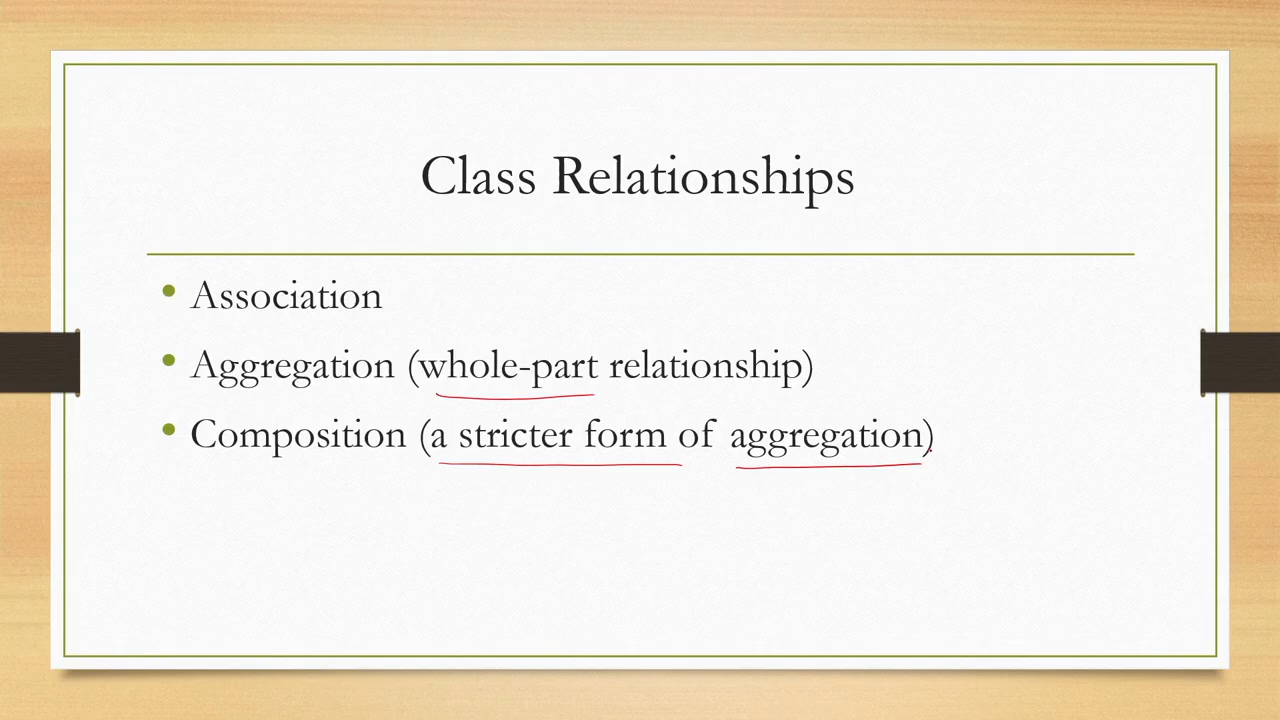 Class Relationships
• Association
• Aggregation (whole-part relationship)
• Composition (a stricter form of aggregation)